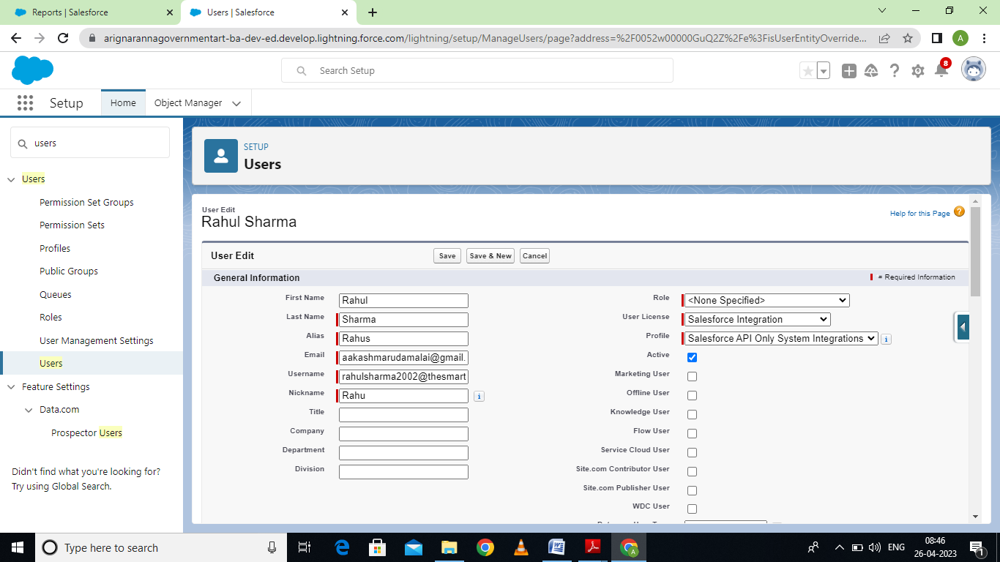 Reports | Salesforce
Users | Salesforce
arignarannagovernmentart-ba-dev-ed.develop.lightning.force.com/lightning/setup/ManageUsers/page?address=%2F0052w00000GuQ2Z%2Fe%3FisUserEntityOverride...
A
Search Setup
8
Setup
Home
Object Manager
users
Users
Permission Set Groups
Permission Sets
Profiles
Public Groups
Queues
Roles
User Management Settings
Users
Feature Settings
Data.com
Prospector Users
Didn't find what you're looking for?
Try using Global Search.
SETUP
Users
User Edit
Rahul Sharma
Help for this Page ?
User Edit
Save
Save & New
Cancel
General Information
= Required Information
First Name Rahul
Last Name Sharma
Alias Rahus
Email aakashmarudamalai@gmail.
Username rahulsharma2002@thesmart
Nickname Rahu i
Title
Company
Department
Division
Role <None Specified>
User License Salesforce Integration
Profile Salesforce API Only System Integrations i
Active
Marketing User
Offline User
Knowledge User
Flow User
Service Cloud User
Site.com Contributor User
Site.com Publisher User
WDC User
Type here to search
ENG
08:46
26-04-2023
1